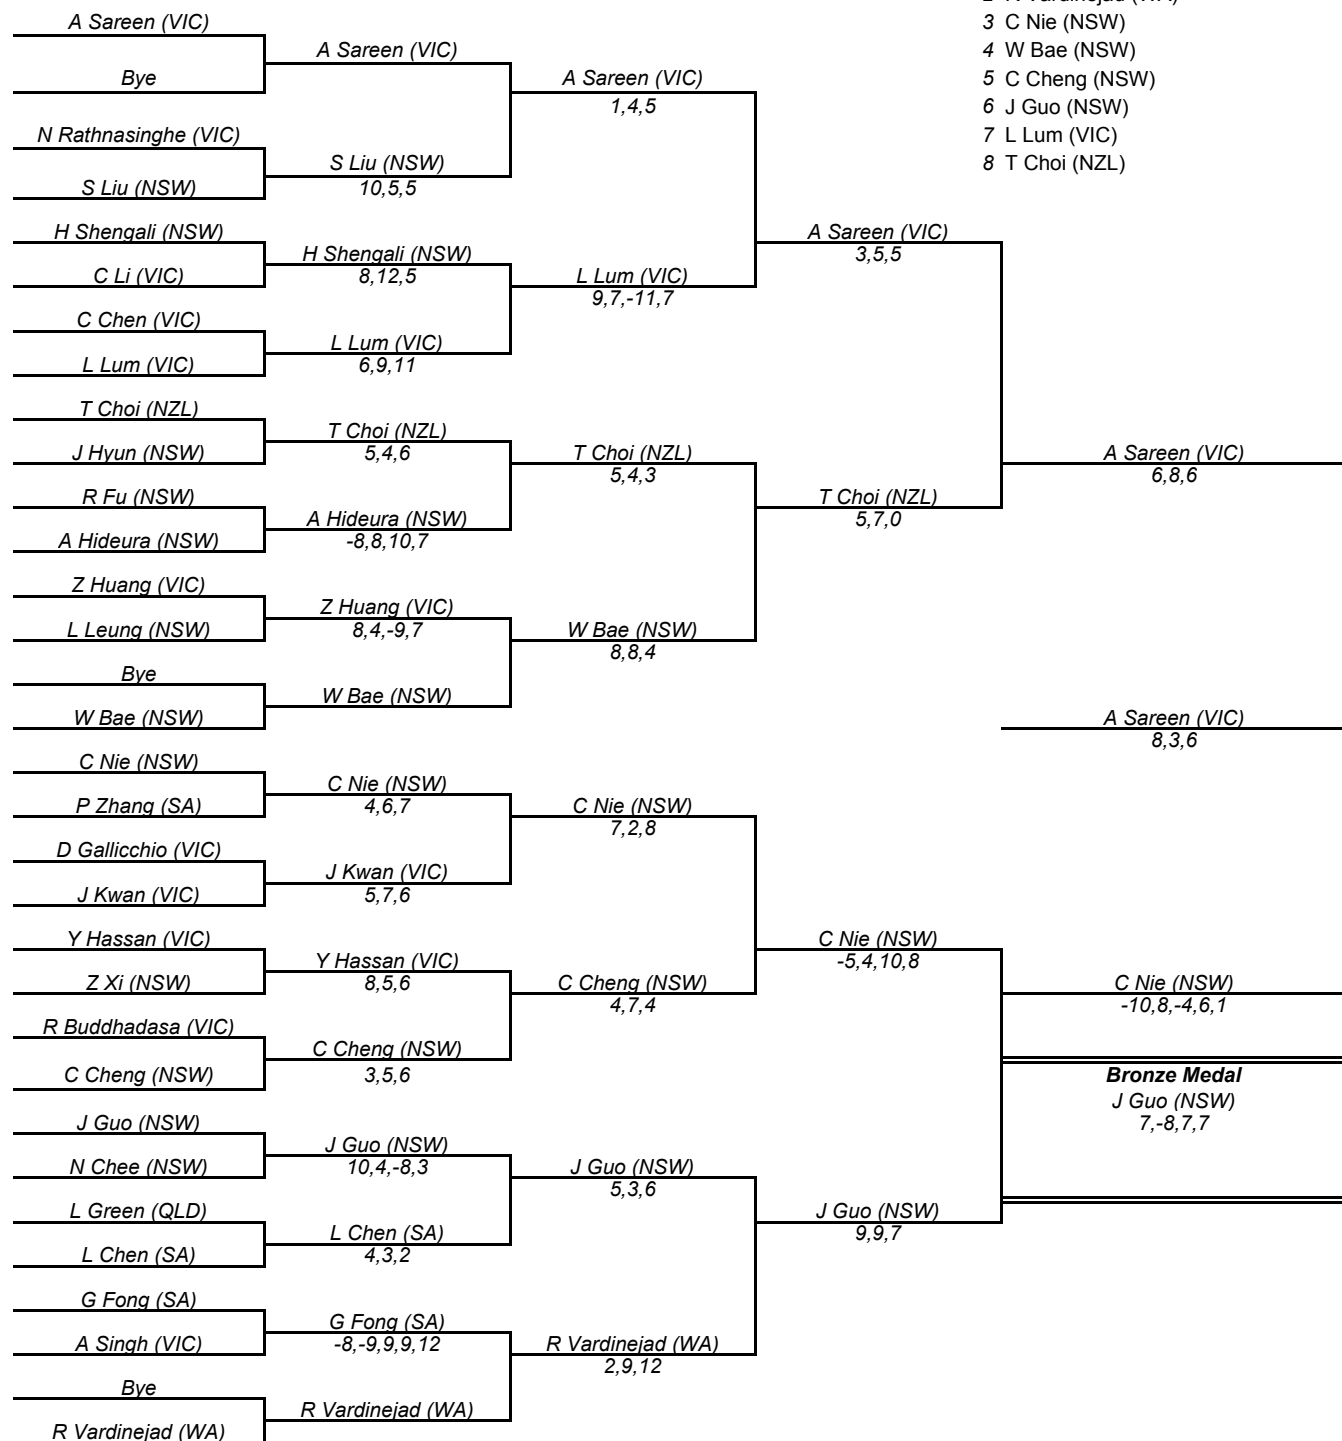 2 R Vardinejad (WA)
3 C Nie (NSW)
4 W Bae (NSW)
5 C Cheng (NSW)
6 J Guo (NSW)
7 L Lum (VIC)
8 T Choi (NZL)
A Sareen (VIC)
Bye
N Rathnasinghe (VIC)
S Liu (NSW)
H Shengali (NSW)
C Li (VIC)
C Chen (VIC)
L Lum (VIC)
T Choi (NZL)
J Hyun (NSW)
R Fu (NSW)
A Hideura (NSW)
Z Huang (VIC)
L Leung (NSW)
Bye
W Bae (NSW)
C Nie (NSW)
P Zhang (SA)
D Gallicchio (VIC)
J Kwan (VIC)
Y Hassan (VIC)
Z Xi (NSW)
R Buddhadasa (VIC)
C Cheng (NSW)
J Guo (NSW)
N Chee (NSW)
L Green (QLD)
L Chen (SA)
G Fong (SA)
A Singh (VIC)
Bye
R Vardinejad (WA)
A Sareen (VIC)
S Liu (NSW)
10,5,5
H Shengali (NSW)
8,12,5
L Lum (VIC)
6,9,11
T Choi (NZL)
5,4,6
A Hideura (NSW)
-8,8,10,7
Z Huang (VIC)
8,4,-9,7
W Bae (NSW)
C Nie (NSW)
4,6,7
J Kwan (VIC)
5,7,6
Y Hassan (VIC)
8,5,6
C Cheng (NSW)
3,5,6
J Guo (NSW)
10,4,-8,3
L Chen (SA)
4,3,2
G Fong (SA)
-8,-9,9,9,12
R Vardinejad (WA)
A Sareen (VIC)
1,4,5
L Lum (VIC)
9,7,-11,7
T Choi (NZL)
5,4,3
W Bae (NSW)
8,8,4
C Nie (NSW)
7,2,8
C Cheng (NSW)
4,7,4
J Guo (NSW)
5,3,6
R Vardinejad (WA)
2,9,12
A Sareen (VIC)
3,5,5
T Choi (NZL)
5,7,0
C Nie (NSW)
-5,4,10,8
J Guo (NSW)
9,9,7
A Sareen (VIC)
6,8,6
A Sareen (VIC)
8,3,6
C Nie (NSW)
-10,8,-4,6,1
Bronze Medal
J Guo (NSW)
7,-8,7,7